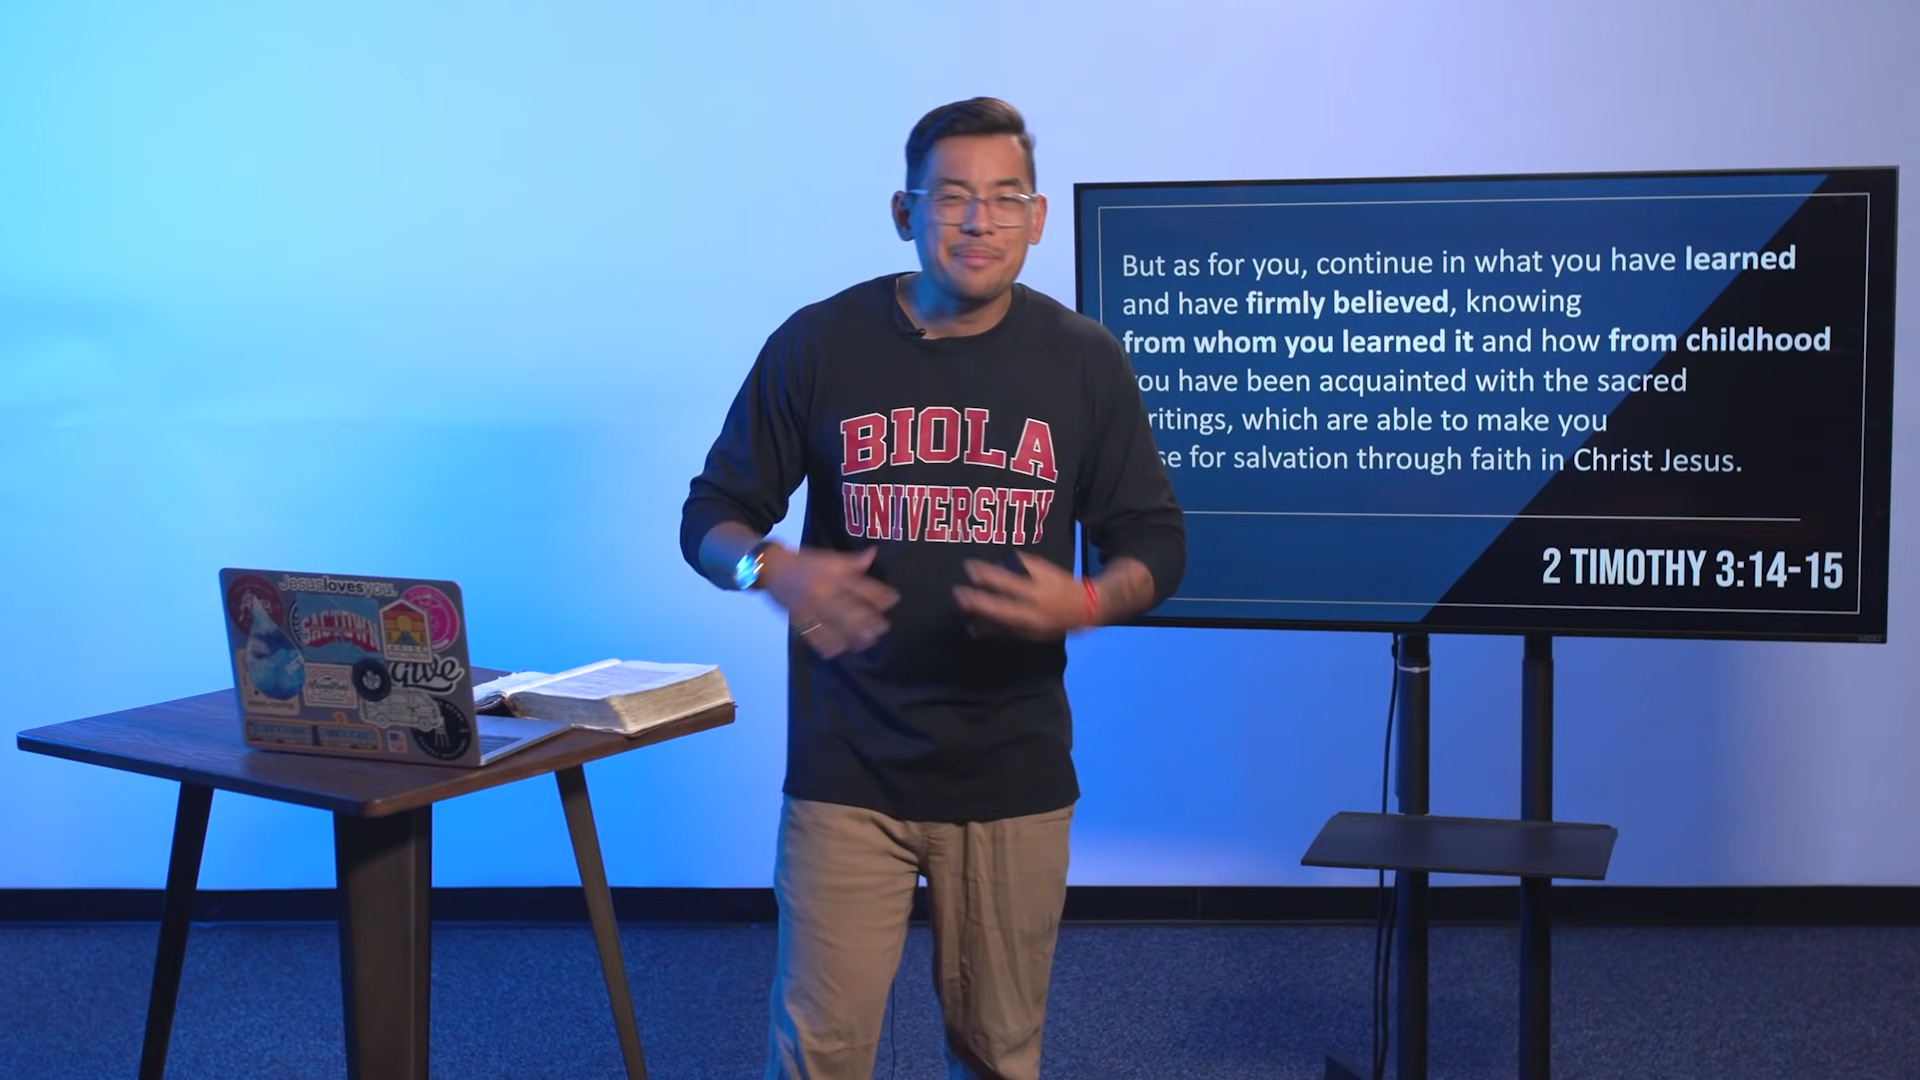 But as for you, continue in what you have learned
and have firmly believed, knowing
from whom you learned it and how from childhood
you have been acquainted with the sacred
ritings, which are able to make you
se for salvation through faith in Christ Jesus.
2 TIMOTHY 3:14-15
BIOLA
UNIVERSITY
Jesuslovesyou.
SACTOWN
Give